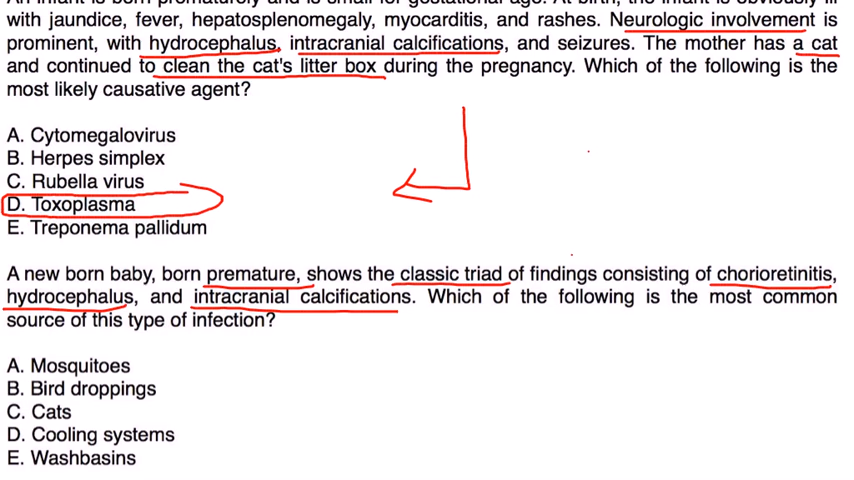 with jaundice, fever, hepatosplenomegaly, myocarditis, and rashes. Neurologic involvement is
prominent, with hydrocephalus, intracranial calcifications, and seizures. The mother has a cat
and continued to clean the cat's litter box during the pregnancy. Which of the following is the
most likely causative agent?
A. Cytomegalovirus
B. Herpes simplex
C. Rubella virus
D. Toxoplasma
E. Treponema pallidum
A new born baby, born premature, shows the classic triad of findings consisting of chorioretinitis,
hydrocephalus, and intracranial calcifications. Which of the following is the most common
source of this type of infection?
A. Mosquitoes
B. Bird droppings
C. Cats
D. Cooling systems
E. Washbasins